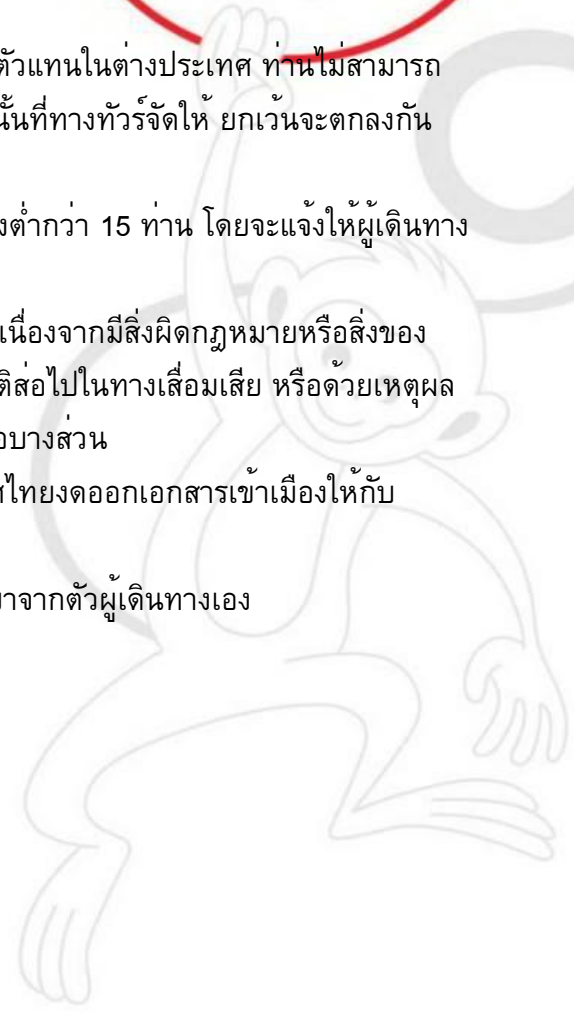 ตัวแทนในต่างประเทศ ท่านไม่สามารถ
นั้นที่ทางทัวร์จัดให้ ยกเว้นจะตกลงกัน
งต่ำกว่า 15 ท่าน โดยจะแจ้งให้ผู้เดินทาง
เนื่องจากมีสิ่งผิดกฎหมายหรือสิ่งของ
ติส่อไปในทางเสื่อมเสีย หรือด้วยเหตุผล
อบางส่วน
ศไทยงดออกเอกสารเข้าเมืองให้กับ
มาจากตัวผู้เดินทางเอง